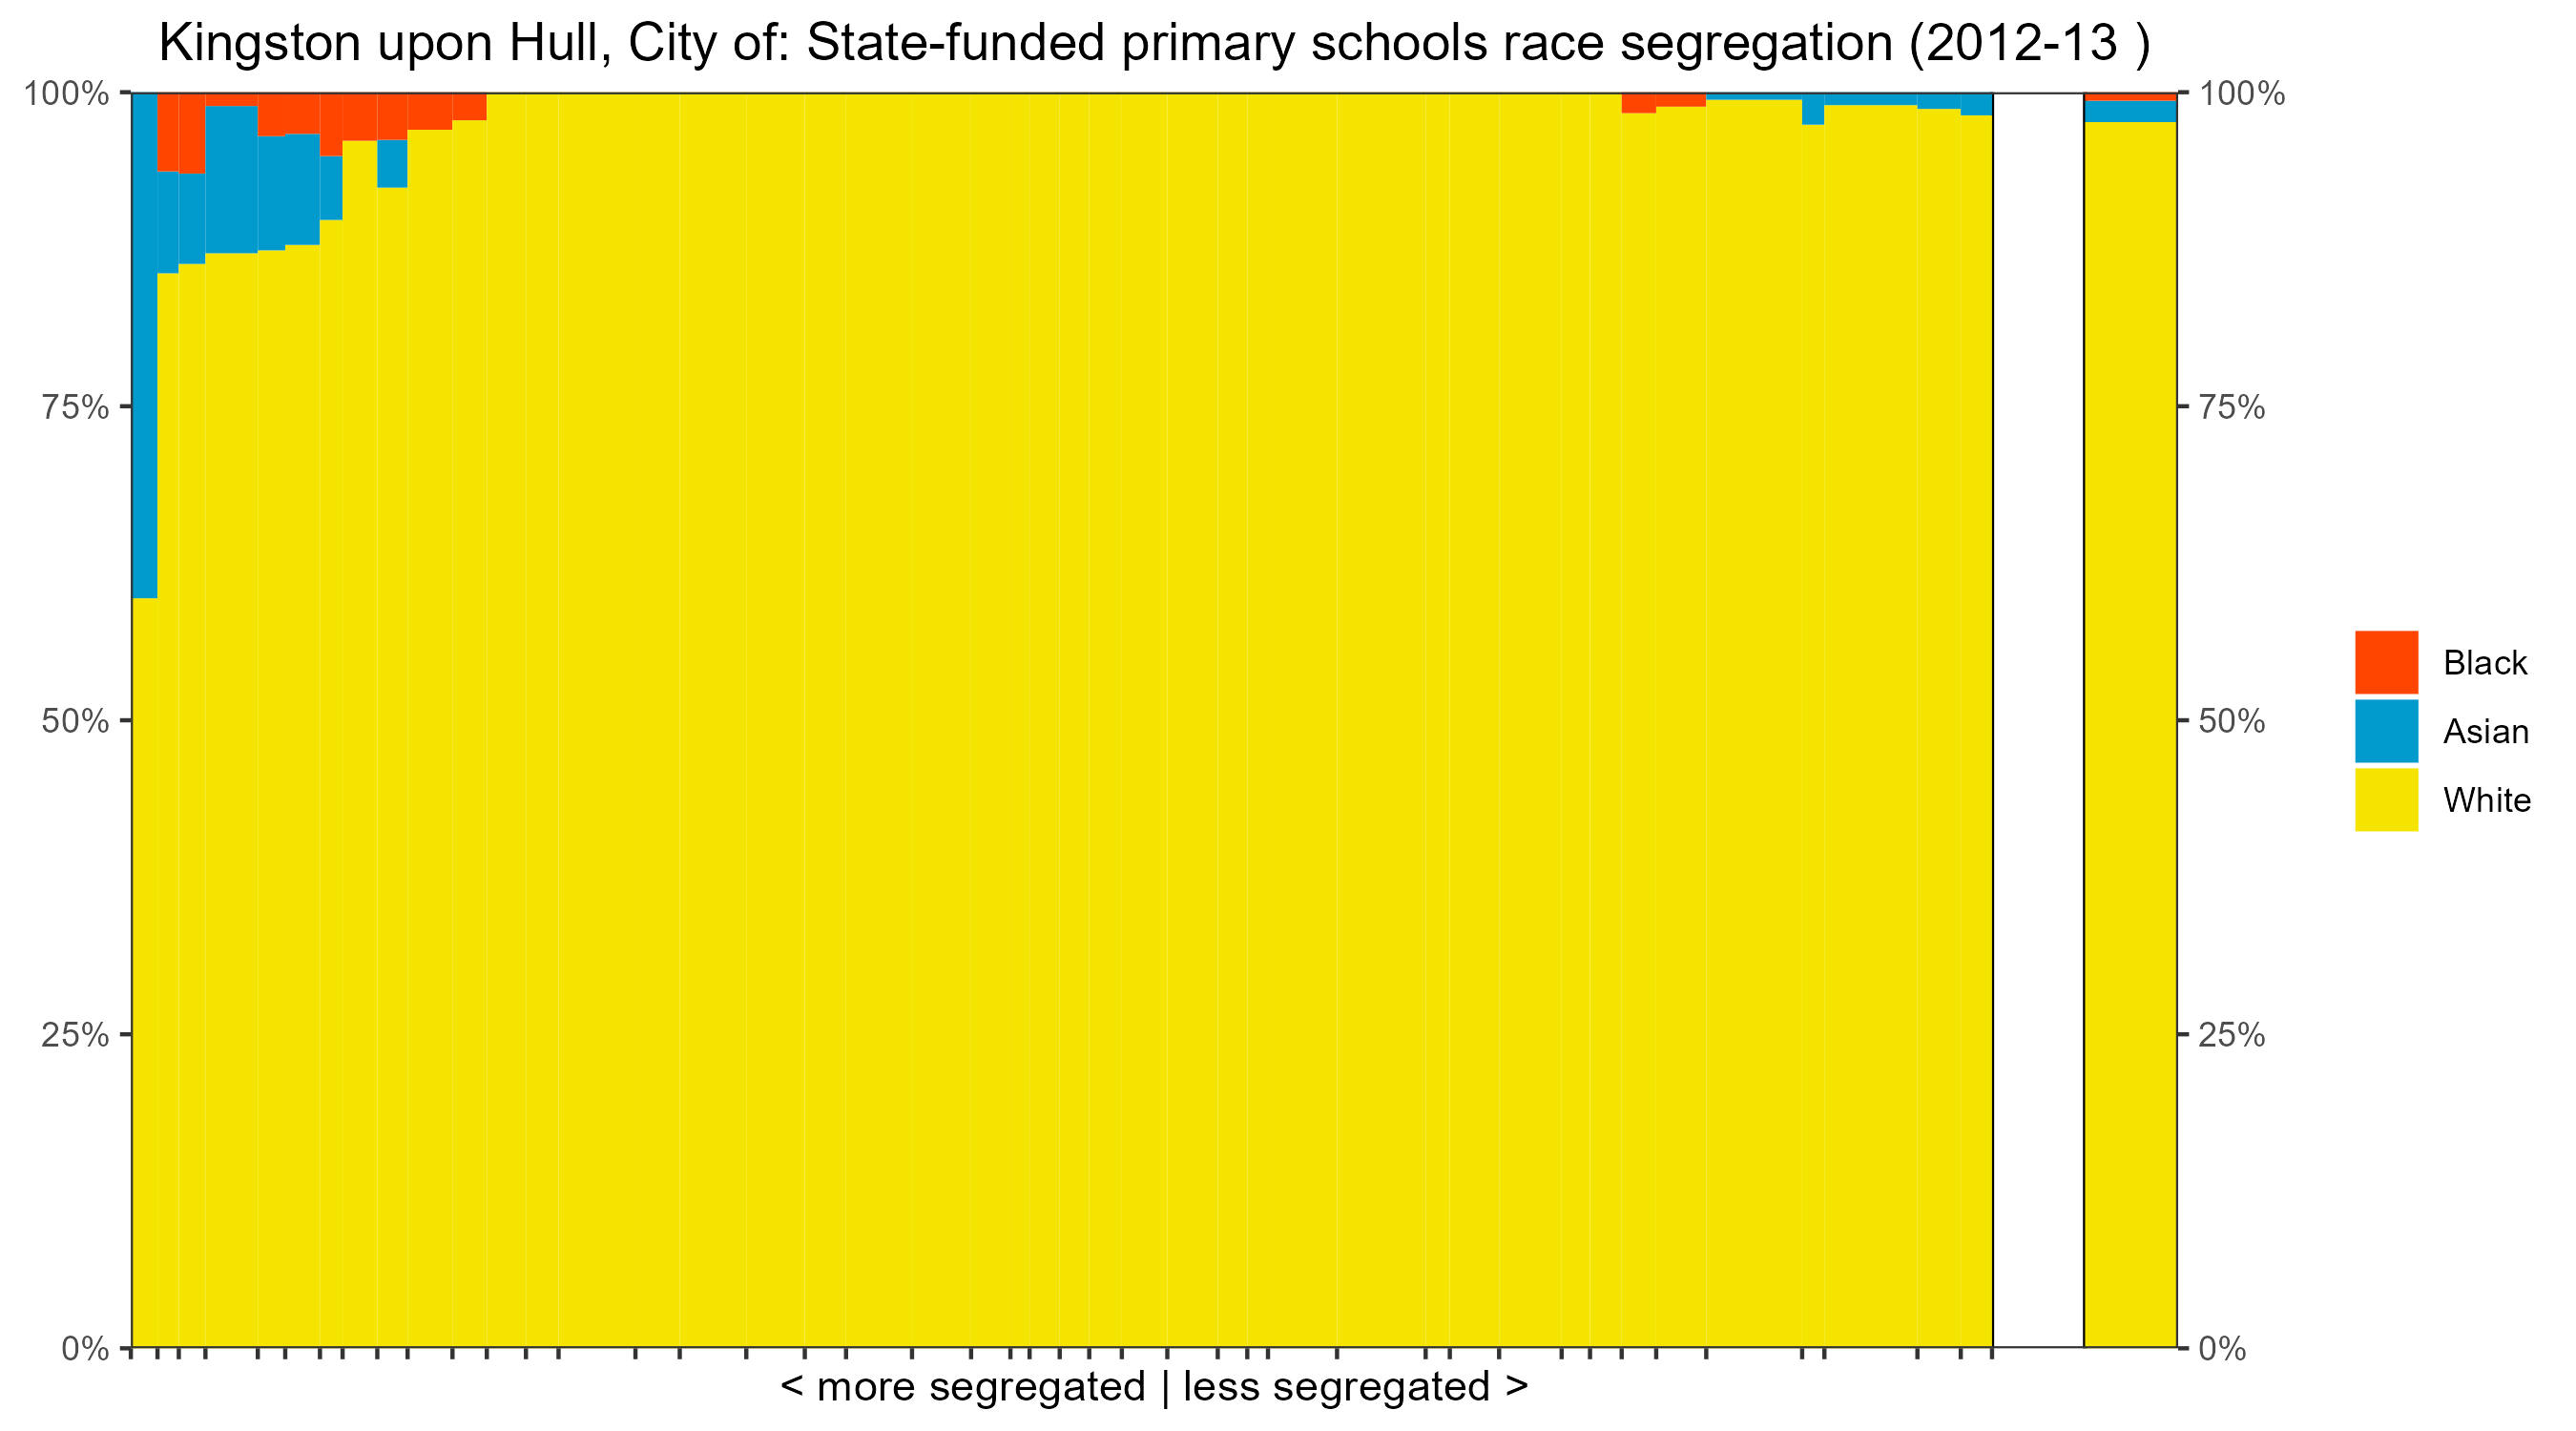 Kingston upon Hull, City of: State-funded primary schools race segregation (2012-13 )
100%
75%
50%
25%
0%
100%
75%
50%
25%
0%
Black
Asian
White
< more segregated | less segregated >